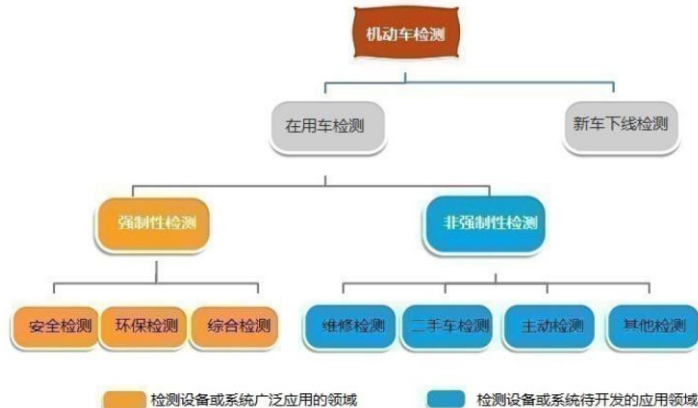 机动车检测
在用车检测
新车下线检测
强制性检测
非强制性检测
安全检测
环保检测
综合检测
维修检测
二手车检测
主动检测
其他检测
检测设备或系统广泛应用的领域
检测设备或系统待开发的应用领域